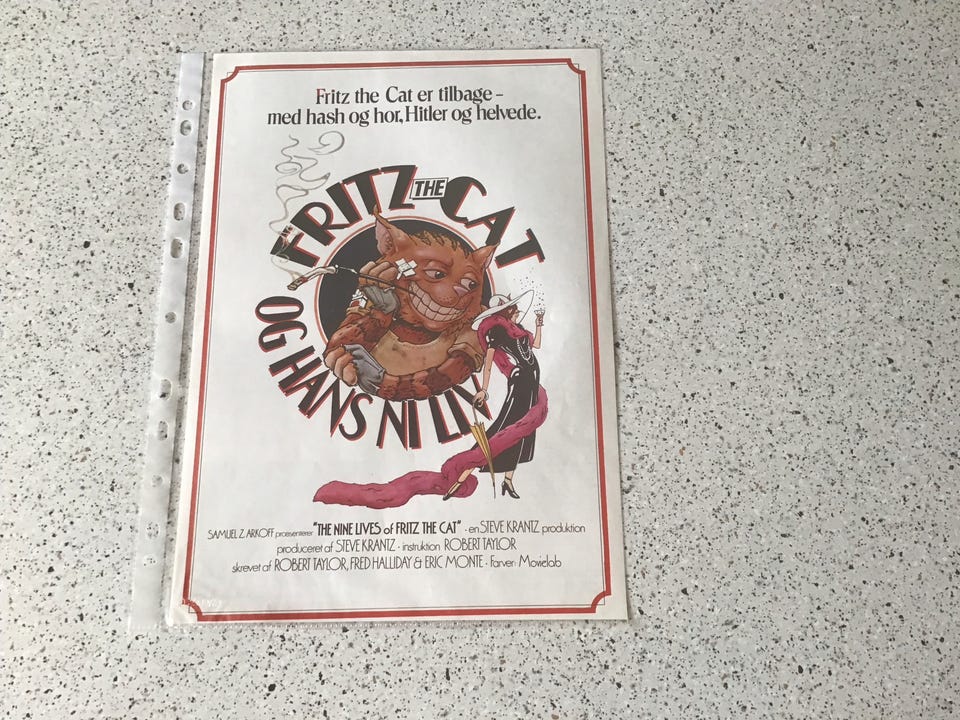 Fritz the Cat er tilbage –
med hash og hor, Hitler og helvede.
FRITZ THE CAT
OG HANS NI LIV
SAMUEL Z. ARKOFF præsenterer "THE NINE LIVES of FRITZ THE CAT" · en STEVE KRANTZ produktion
produceret af STEVE KRANTZ · instruktion ROBERT TAYLOR
skrevet af ROBERT TAYLOR, FRED HALLIDAY & ERIC MONTE · Farver: Movielab